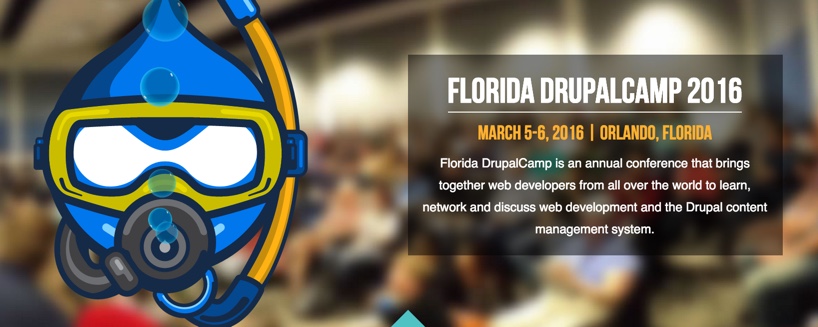 FLORIDA DRUPALCAMP 2016
MARCH 5-6, 2016 | ORLANDO, FLORIDA
Florida DrupalCamp is an annual conference that brings
together web developers from all over the world to learn,
network and discuss web development and the Drupal content
management system.